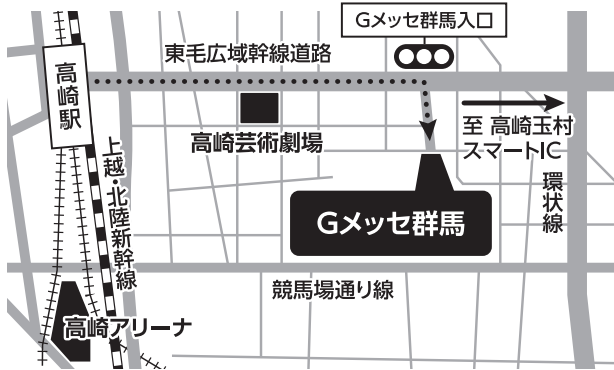 Gメッセ群馬入口
東毛広域幹線道路
高崎駅
高崎芸術劇場
至 高崎玉村
スマートIC
上越・北陸新幹線
環状線
Gメッセ群馬
競馬場通り線
高崎アリーナ